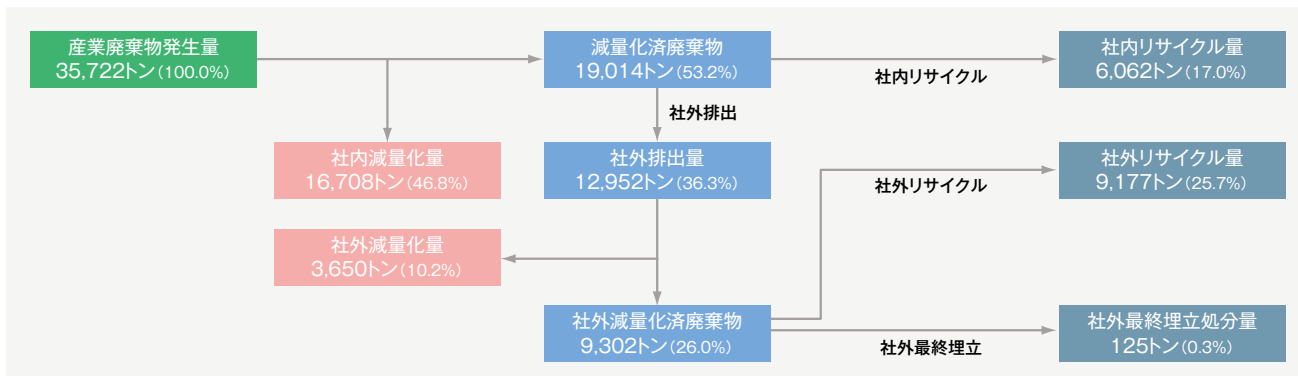 産業廃棄物発生量
35,722トン(100.0%)
減量化済廃棄物
19,014トン(53.2%)
社内リサイクル
社内リサイクル量
6,062トン(17.0%)
社外排出
社内減量化量
16,708トン(46.8%)
社外排出量
12,952トン(36.3%)
社外リサイクル
社外リサイクル量
9,177トン(25.7%)
社外減量化量
3,650トン(10.2%)
社外減量化済廃棄物
9,302トン(26.0%)
社外最終埋立
社外最終埋立処分量
125トン(0.3%)